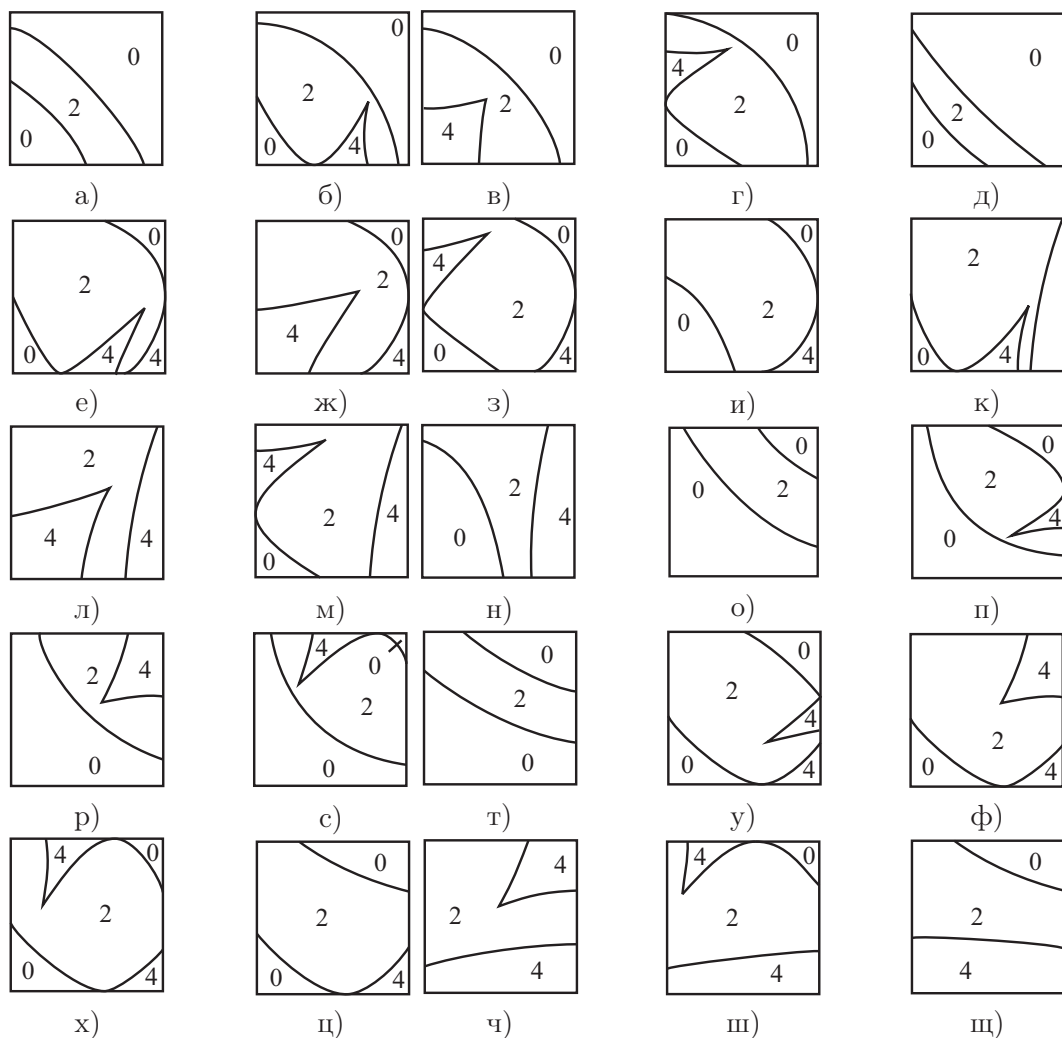 0 0 0 0 0
2 2 2 2 2
0 0 4 4 4 0 0
а) б) в) г) д)
0 0 0 0 2
2 2 4 2 2
0 4 4 4 4 0 4 0 4 0 4
е) ж) з) и) к)
2 4 2 0 0
4 4 2 4 0 4 0 2 2 4
0 0
л) м) н) о) п)
2 4 4 0 0 2 0 2
0 2 2 4 4
0 0 0 0 4 0 2 4
р) с) т) у) ф)
4 0 0 4 4 0 0
2 2 2 2 2
0 4 0 4 4 4 4
х) ц) ч) ш) щ)